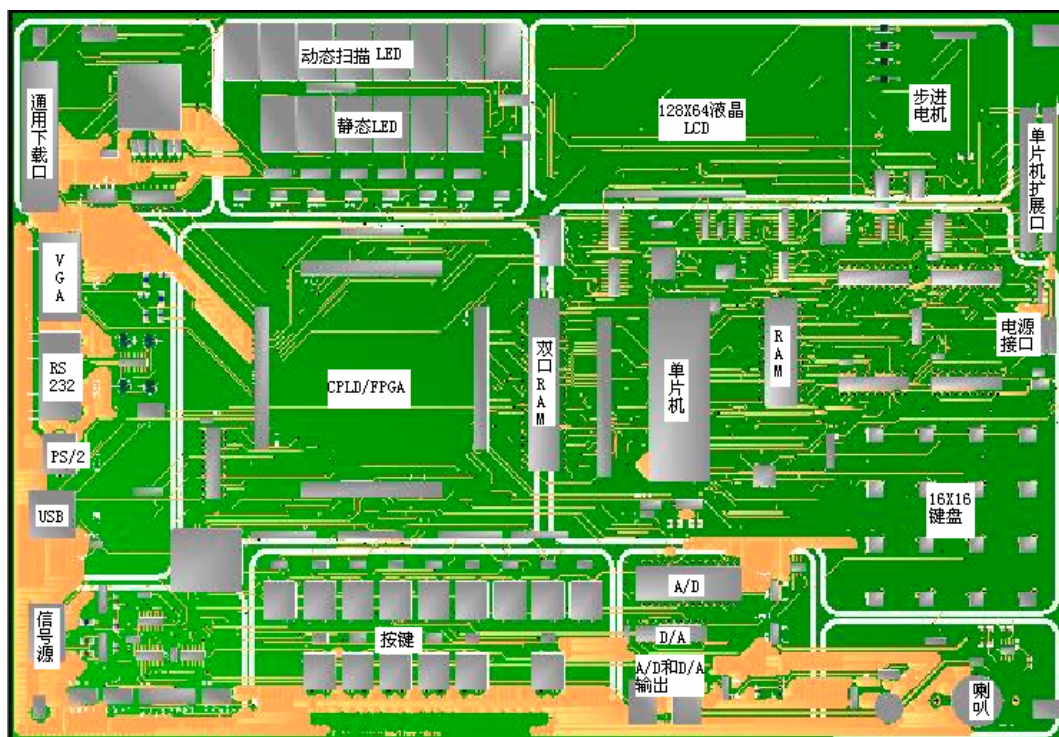 动态扫描 LED
静态LED
128X64液晶
LCD
步进
电机
通用下载口
单片机扩展口
VGA
RS
232
PS/2
USB
信号源
CPLD/FPGA
双口RAM
单片机
RAM
电源
接口
16X16
键盘
按键
A/D
D/A
A/D和D/A
输出
喇叭